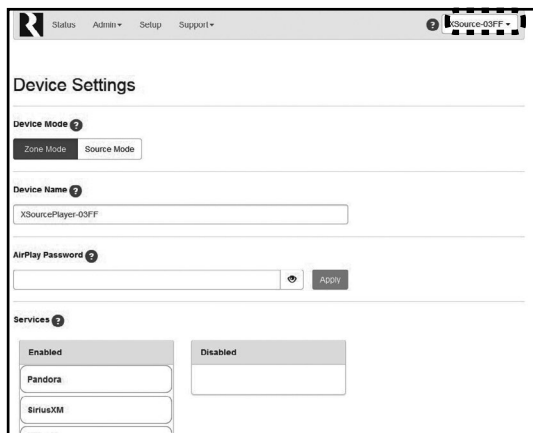 Status Admin Setup Support ? XSource-03FF
Device Settings
Device Mode ?
Zone Mode Source Mode
Device Name ?
XSourcePlayer-03FF
AirPlay Password ?
Apply
Services ?
Enabled Disabled
Pandora
SiriusXM